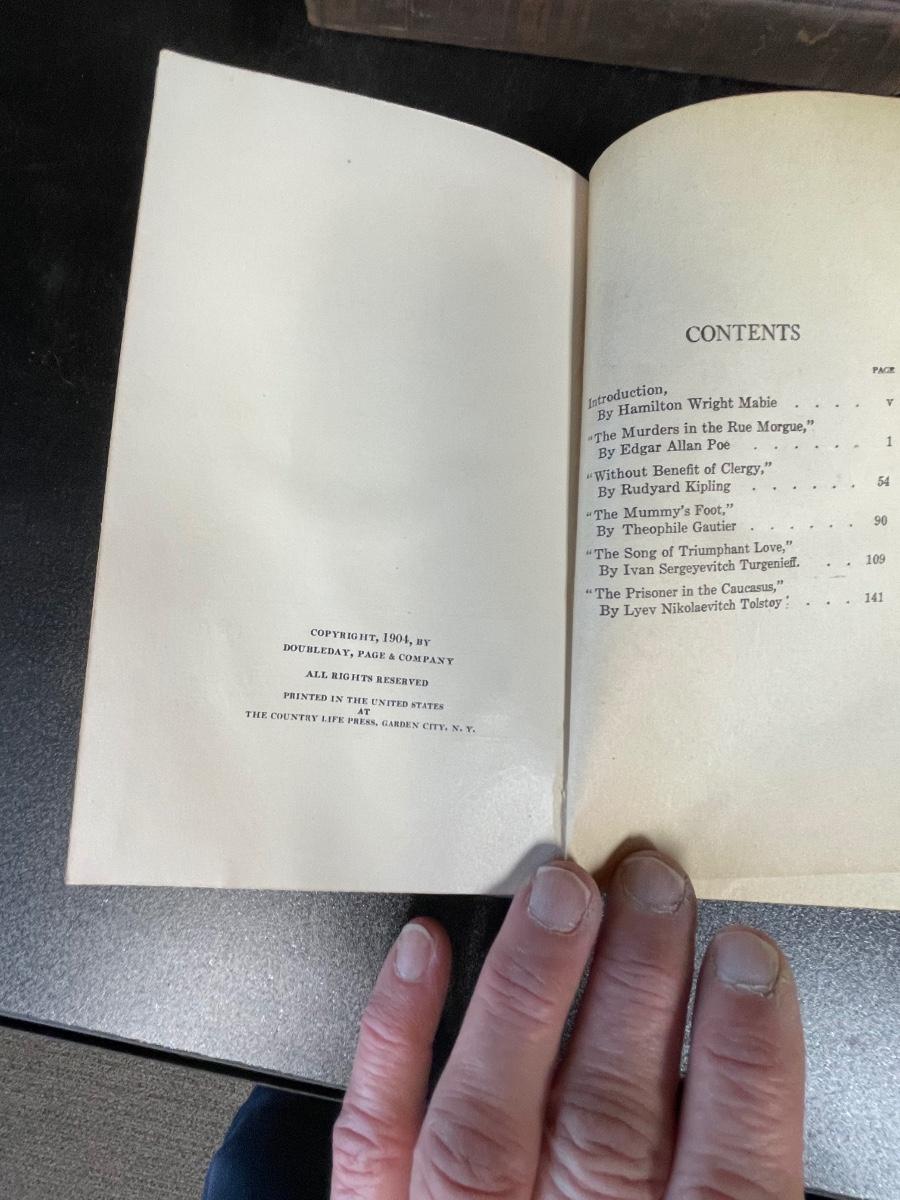 COPYRIGHT, 1904, BY
DOUBLEDAY, PAGE & COMPANY
ALL RIGHTS RESERVED
PRINTED IN THE UNITED STATES
AT
THE COUNTRY LIFE PRESS, GARDEN CITY, N. Y.
CONTENTS
PAGE
Introduction,
By Hamilton Wright Mabie . . . . v
"The Murders in the Rue Morgue,"
By Edgar Allan Poe . . . . . . 1
"Without Benefit of Clergy,"
By Rudyard Kipling . . . . . . 54
"The Mummy's Foot,"
By Theophile Gautier . . . . . . 90
"The Song of Triumphant Love,"
By Ivan Sergeyevitch Turgenieff. . . 109
"The Prisoner in the Caucasus,"
By Lyev Nikolaevitch Tolstoy . . . . 141